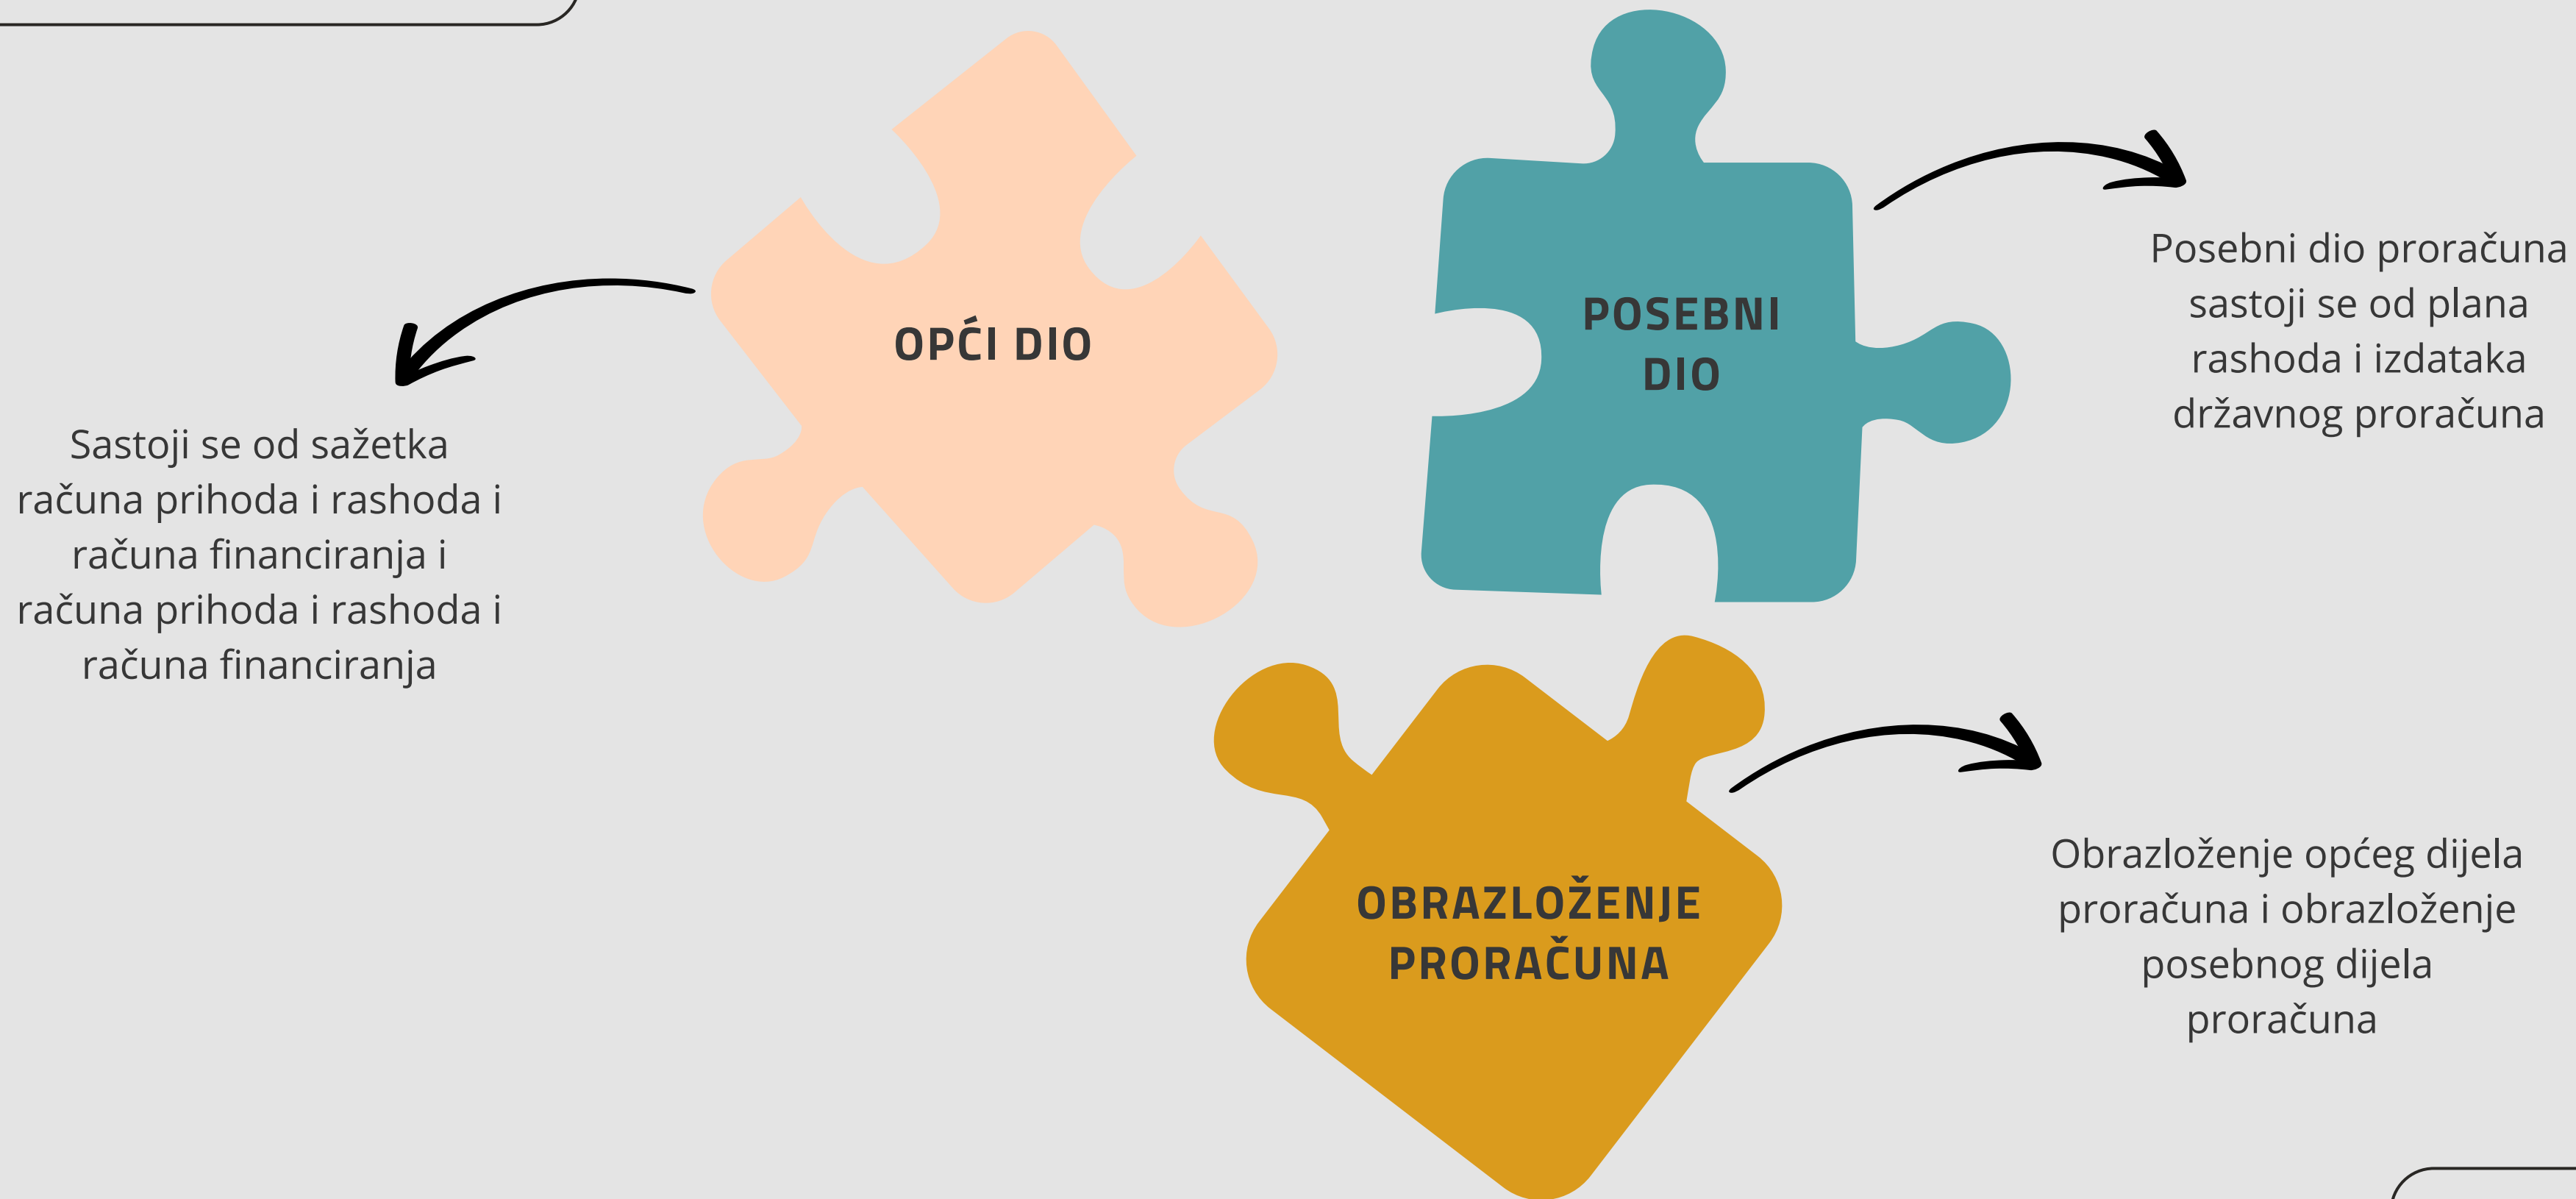 OPĆI DIO
Sastoji se od sažetka
računa prihoda i rashoda i
računa financiranja i
računa prihoda i rashoda i
računa financiranja
POSEBNI
DIO
Posebni dio proračuna
sastoji se od plana
rashoda i izdataka
državnog proračuna
OBRAZLOŽENJE
PRORAČUNA
Obrazloženje općeg dijela
proračuna i obrazloženje
posebnog dijela
proračuna